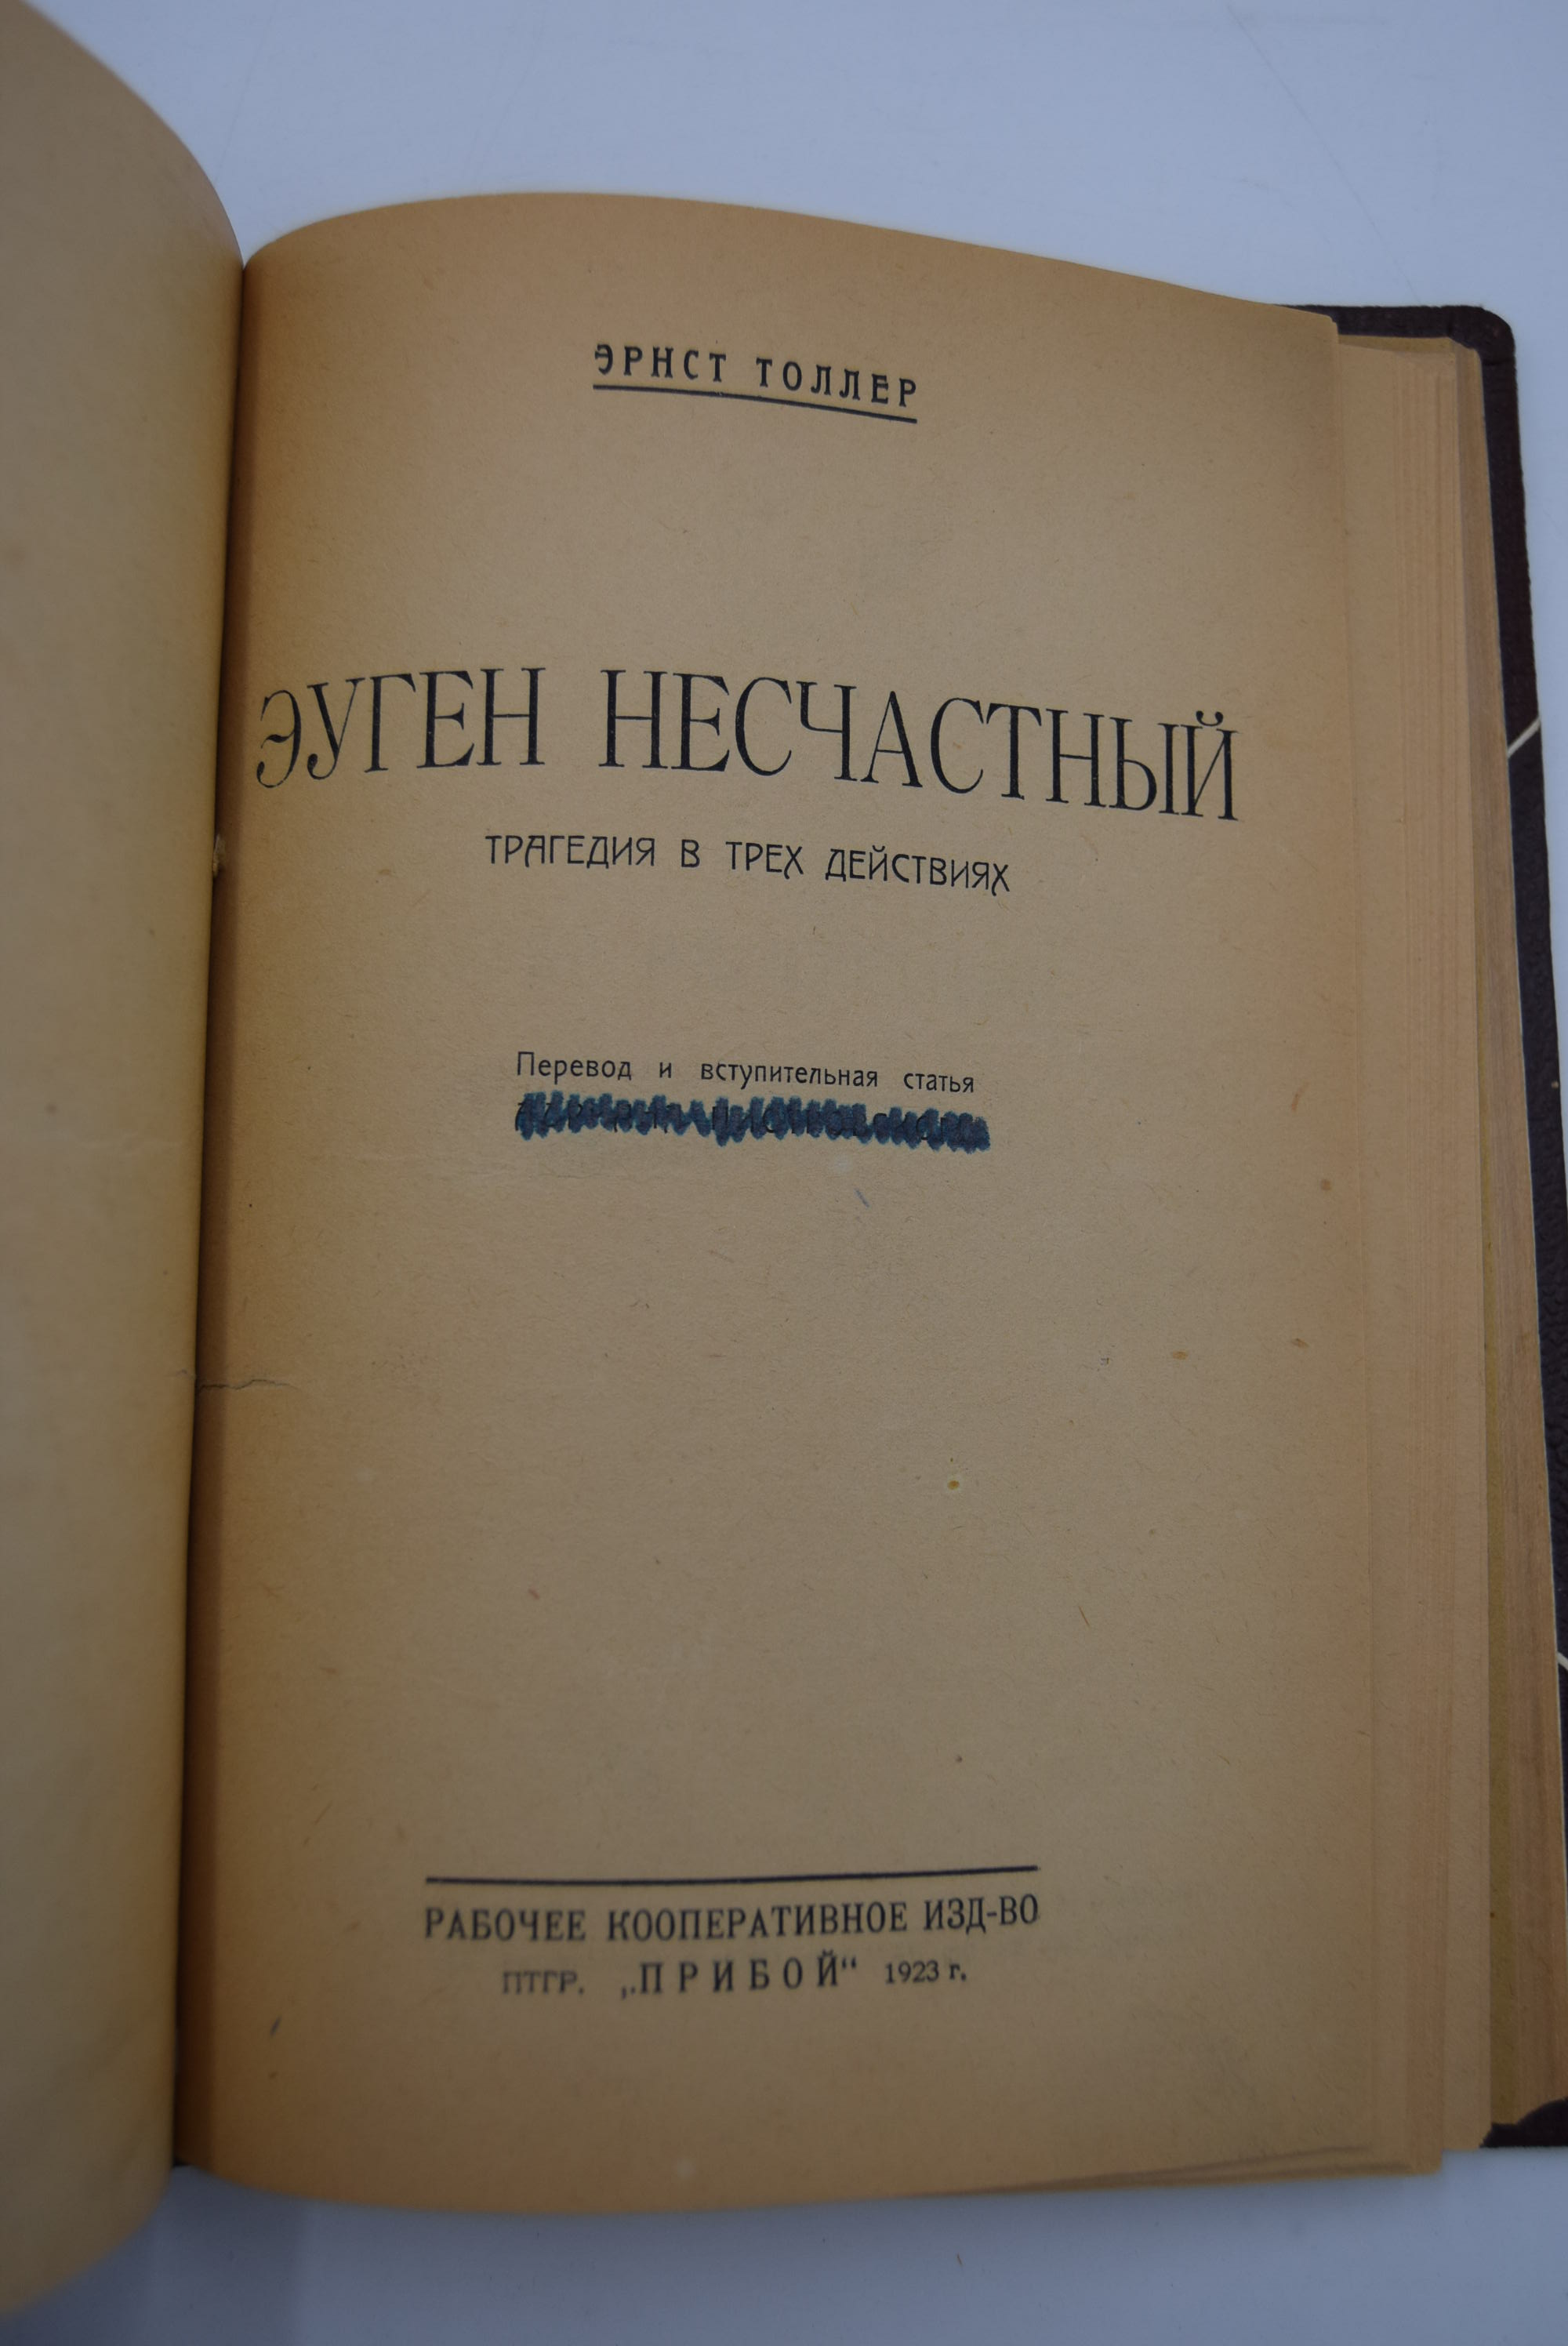 ЭРНСТ ТОЛЛЕР
ЭУГЕН НЕСЧАСТНЫЙ
ТРАГЕДИЯ В ТРЕХ ДЕЙСТВИЯХ
Перевод и вступительная статья
РАБОЧЕЕ КООПЕРАТИВНОЕ ИЗД-ВО
ПТГР. „ПРИБОЙ“ 1923 г.